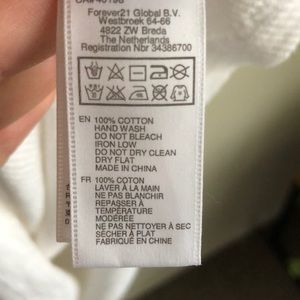 Forever21 Global B.V.
Westbroek 64-66
4822 ZW Breda
The Netherlands
Registration Nbr 34386700
EN 100% COTTON
HAND WASH
DO NOT BLEACH
IRON LOW
DO NOT DRY CLEAN
DRY FLAT
MADE IN CHINA
FR 100% COTON
LAVER À LA MAIN
NE PAS BLANCHIR
REPASSER À
TEMPÉRATURE
MODÉRÉE
NE PAS NETTOYER À SEC
SÉCHER À PLAT
FABRIQUÉ EN CHINA